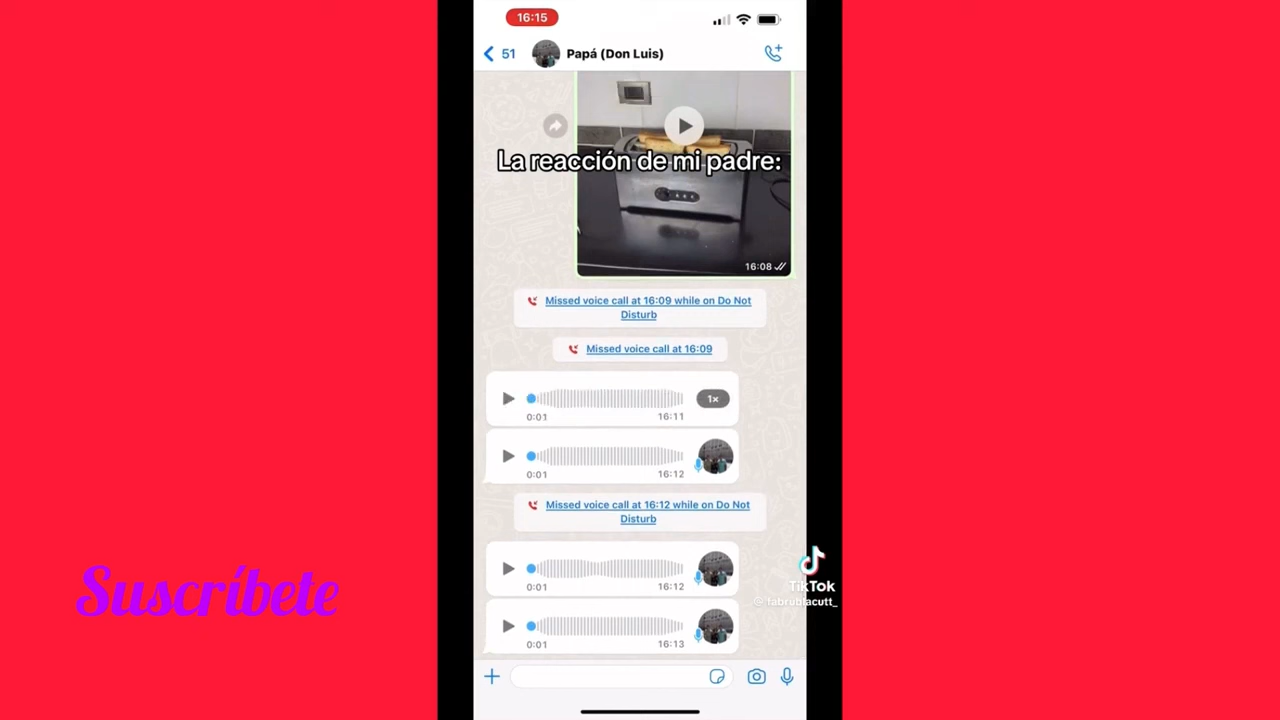 16:15
51
Papá (Don Luis)
La reacción de mi padre:
16:08
Missed voice call at 16:09 while on Do Not
Disturb
Missed voice call at 16:09
1×
0:01 16:11
0:01 16:12
Missed voice call at 16:12 while on Do Not
Disturb
0:01 16:12
0:01 16:13
Suscríbete
TikTok
@fabrubiacutt_